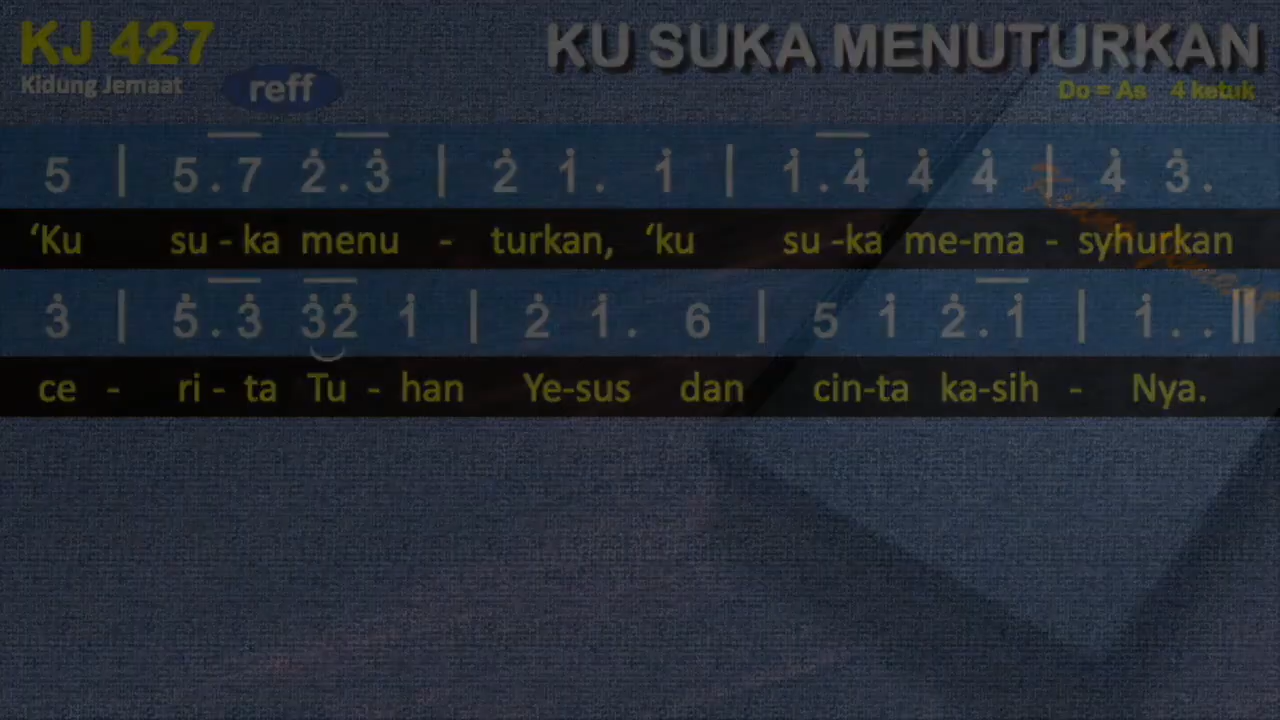 KJ 427
KU SUKA MENUTURKAN
Kidung Jemaat
reff
Do = As 4 ketuk
5 | 5 . 7 2̇ . 3̇ | 2̇ 1̇ . 1̇ | 1̇ . 4̇ 4̇ 4̇ | 4̇ 3̇ .
‘Ku su - ka menu - turkan, ‘ku su -ka me-ma - syhurkan
3̇ | 5̇ . 3̇ 3̇2̇ 1̇ | 2̇ 1̇ . 6 | 5 1̇ 2̇ . 1̇ | 1̇ . . ||
ce - ri - ta Tu - han Ye-sus dan cin-ta ka-sih - Nya.